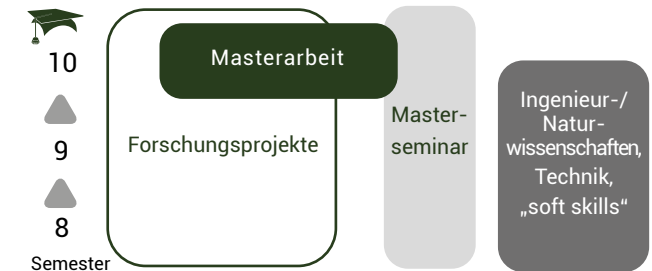 10
9
8
Semester
Masterarbeit
Forschungsprojekte
Master-
seminar
Ingenieur-/
Natur-
wissenschaften,
Technik,
„soft skills“